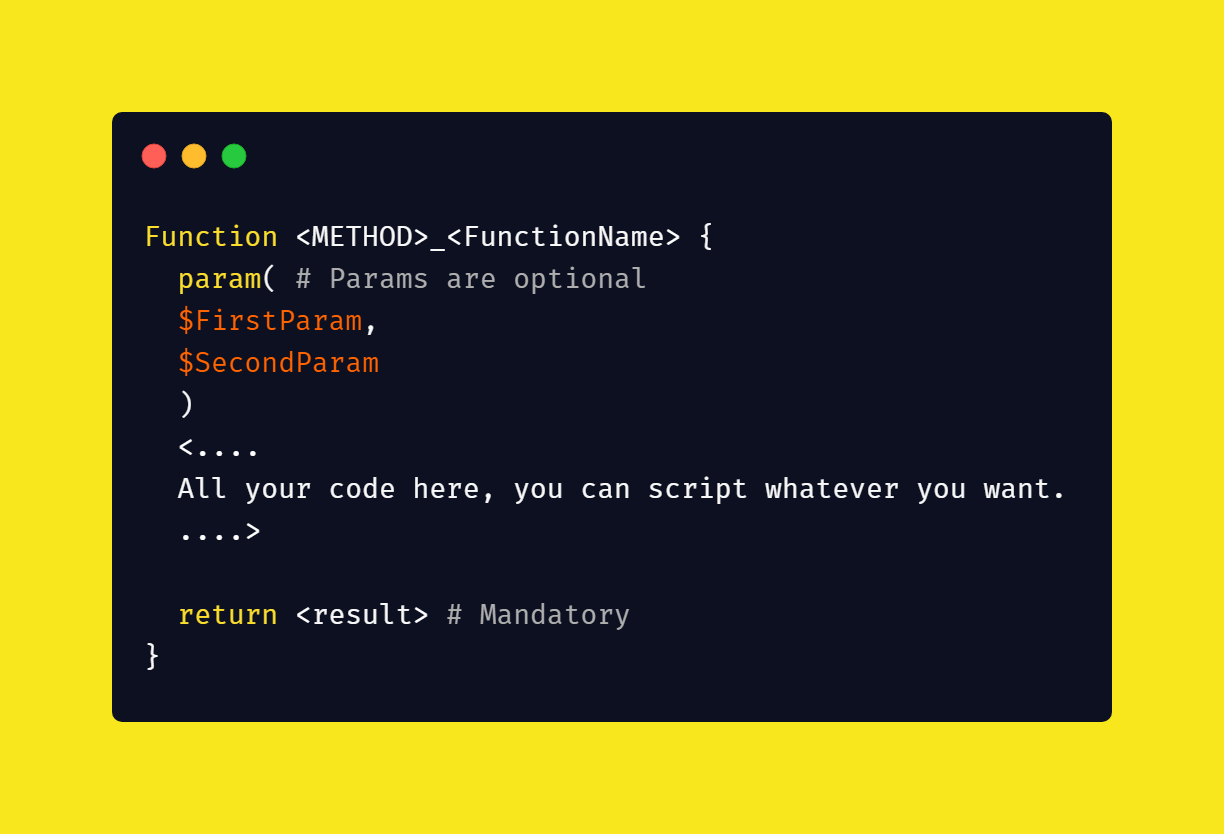 Function <METHOD>_<FunctionName> {
  param( # Params are optional
  $FirstParam,
  $SecondParam
  )
  <....
  All your code here, you can script whatever you want.
  ....>
  return <result> # Mandatory
}